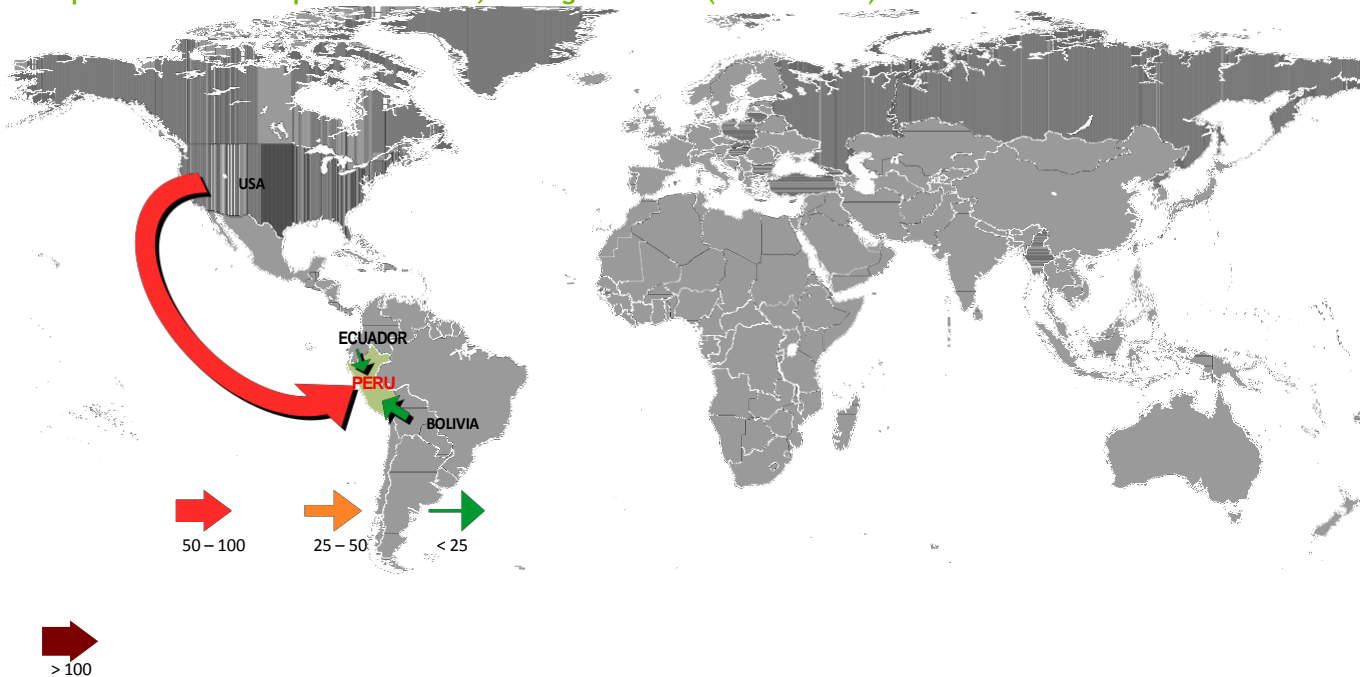 USA
ECUADOR
PERU
BOLIVIA
50 – 100
25 – 50
< 25
> 100